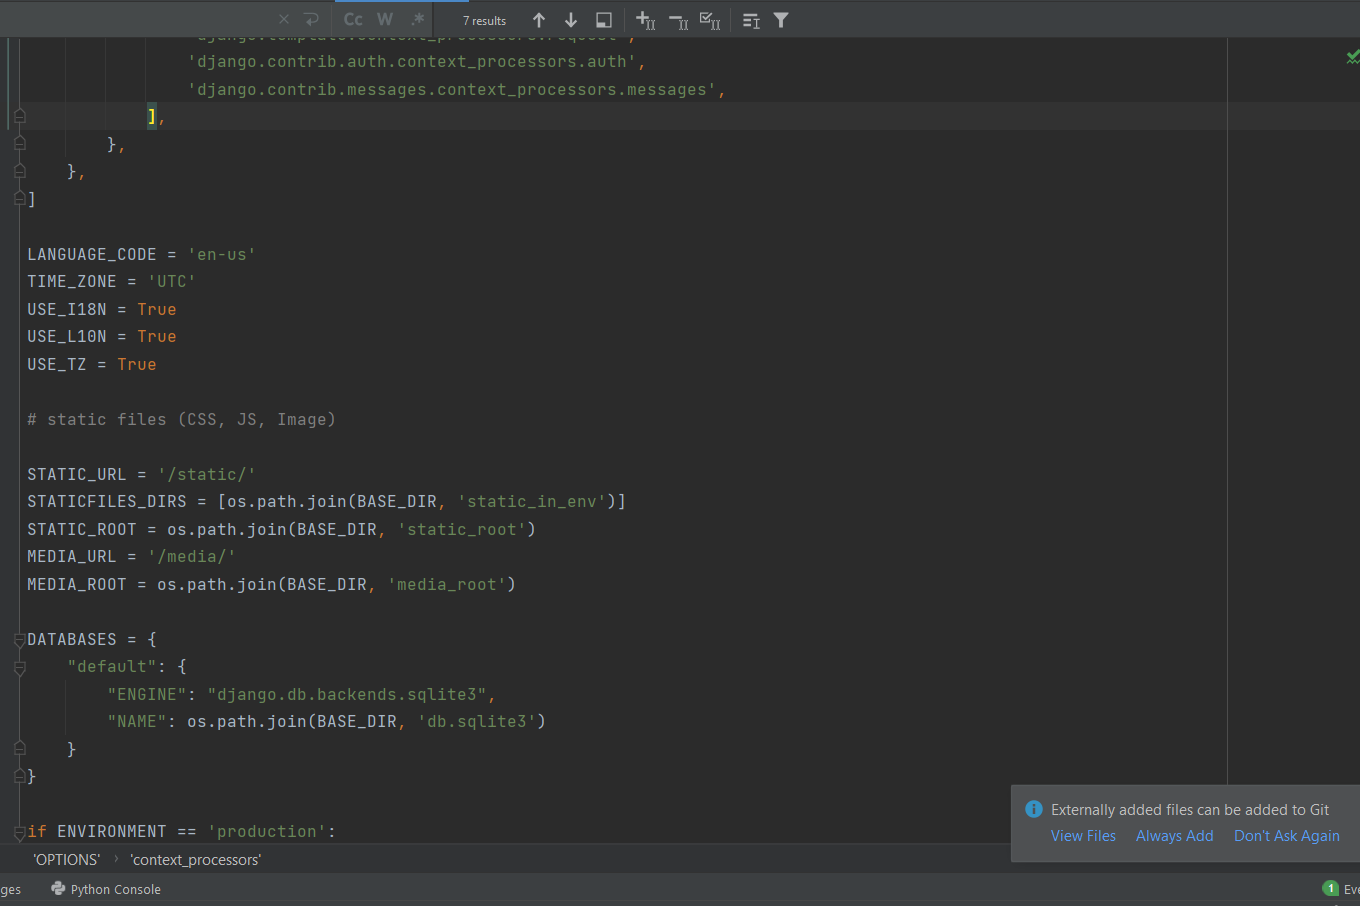 Cc W .* 7 results
'django.template.context_processors.request',
'django.contrib.auth.context_processors.auth',
'django.contrib.messages.context_processors.messages',
],
},
},
]
LANGUAGE_CODE = 'en-us'
TIME_ZONE = 'UTC'
USE_I18N = True
USE_L10N = True
USE_TZ = True
# static files (CSS, JS, Image)
STATIC_URL = '/static/'
STATICFILES_DIRS = [os.path.join(BASE_DIR, 'static_in_env')]
STATIC_ROOT = os.path.join(BASE_DIR, 'static_root')
MEDIA_URL = '/media/'
MEDIA_ROOT = os.path.join(BASE_DIR, 'media_root')
DATABASES = {
"default": {
"ENGINE": "django.db.backends.sqlite3",
"NAME": os.path.join(BASE_DIR, 'db.sqlite3')
}
}
if ENVIRONMENT == 'production':
Externally added files can be added to Git
View Files Always Add Don't Ask Again
'OPTIONS' › 'context_processors'
ges Python Console 1 Eve